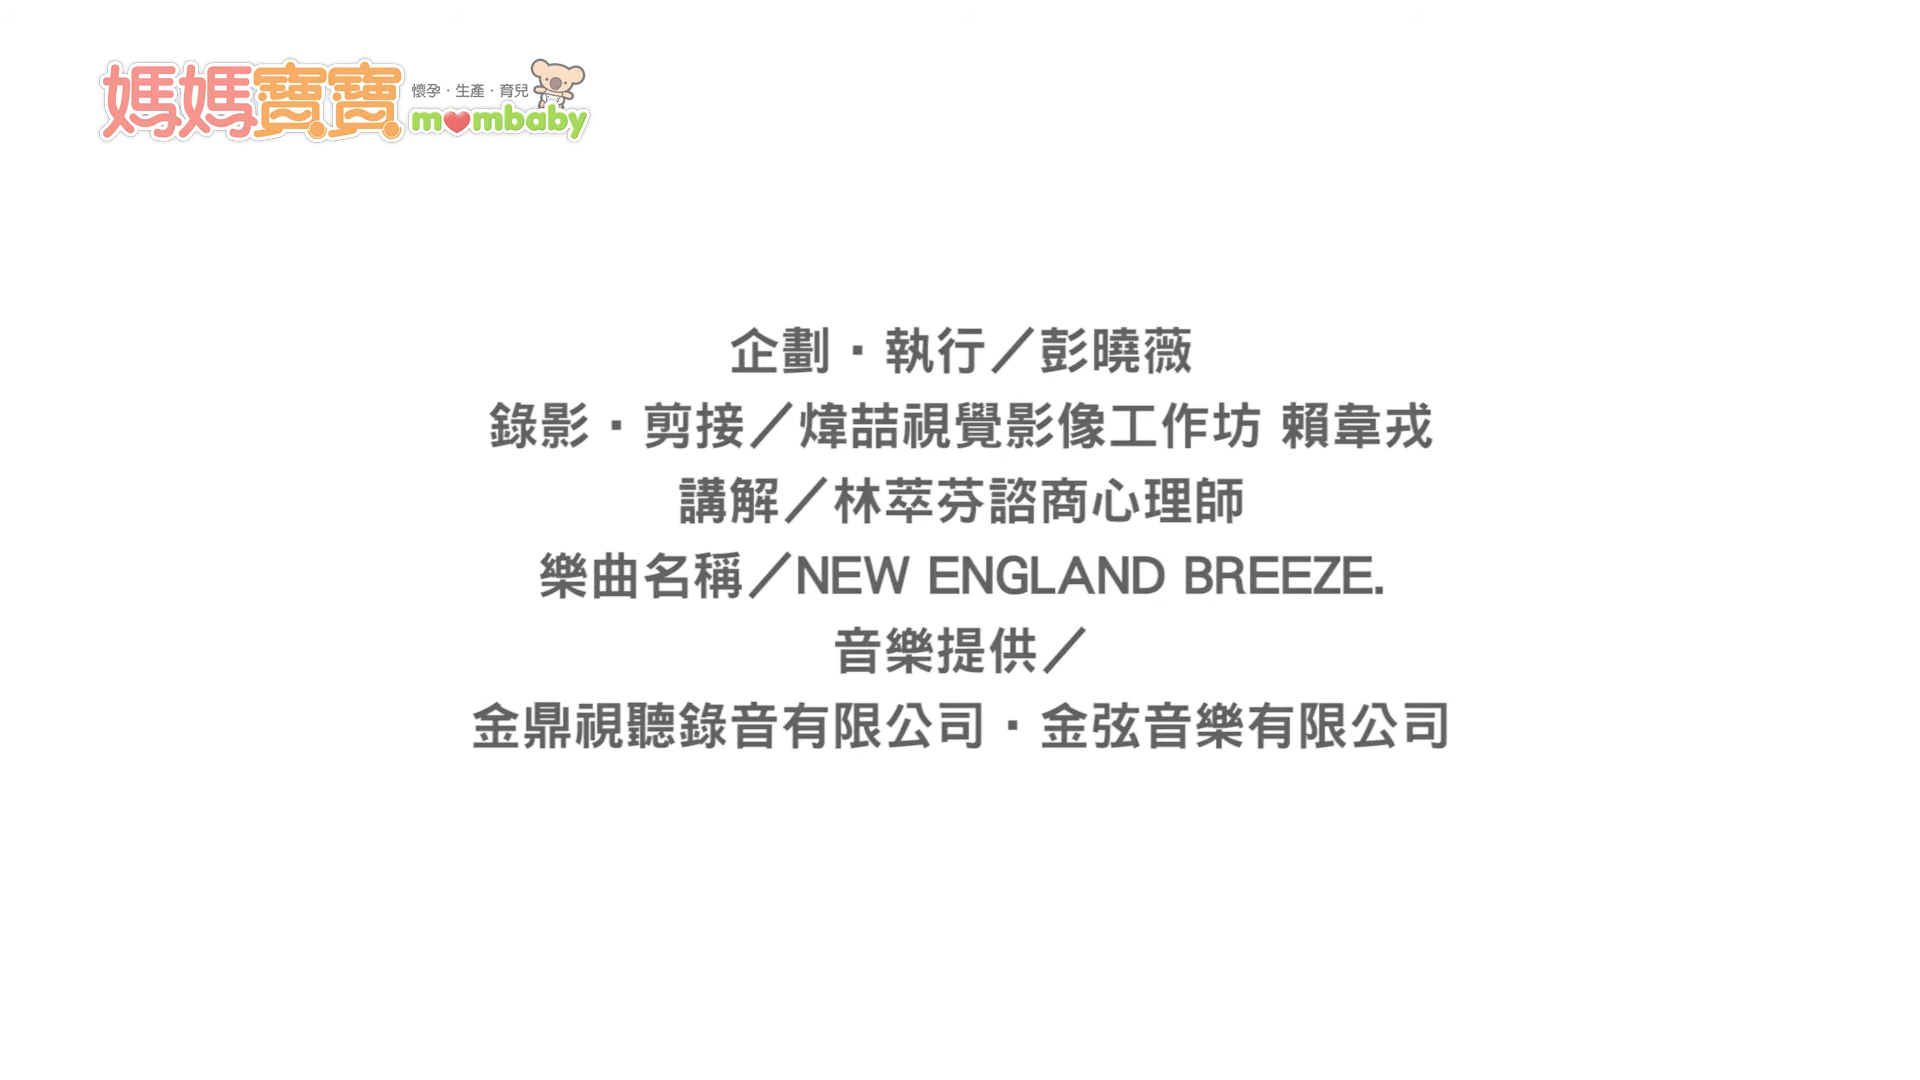 媽媽寶寶
懷孕·生產·育兒
mombaby
企劃·執行／彭曉薇
錄影·剪接／煒喆視覺影像工作坊 賴韋戎
講解／林萃芬諮商心理師
樂曲名稱／NEW ENGLAND BREEZE.
音樂提供／
金鼎視聽錄音有限公司·金弦音樂有限公司